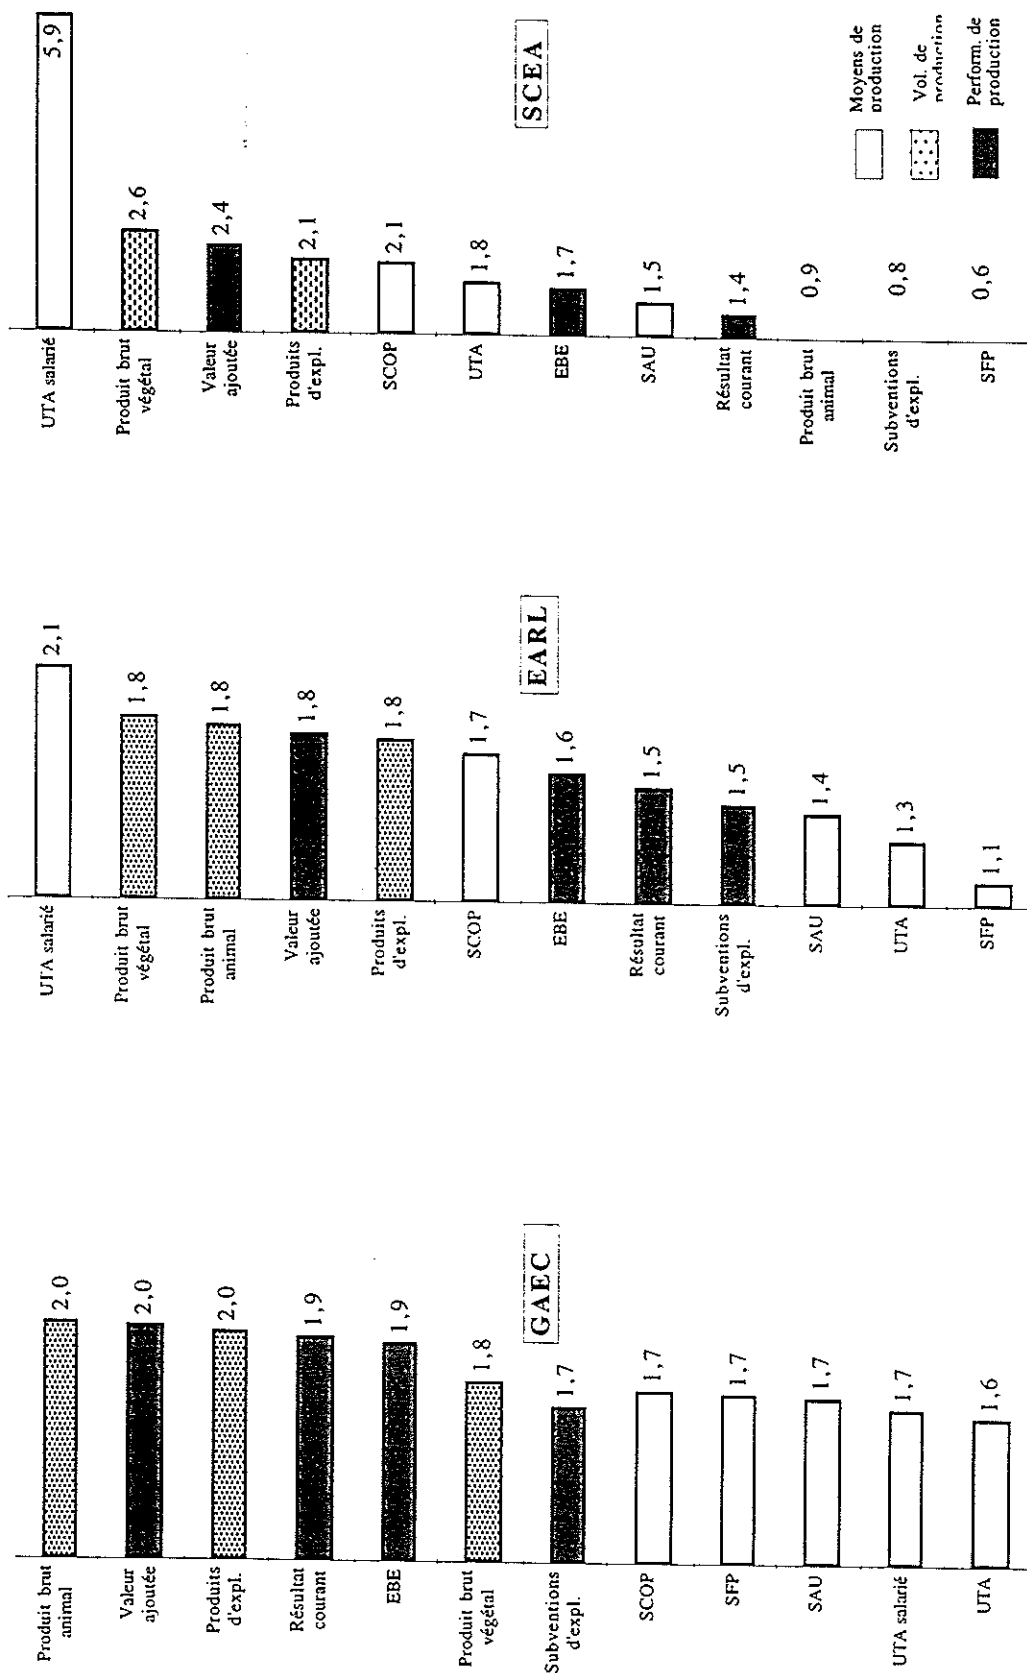 SCEA
UTA salarié
5,9
Produit brut
végétal
2,6
Valeur
ajoutée
2,4
Produits
d'expl.
2,1
SCOP
2,1
UTA
1,8
EBE
1,7
SAU
1,5
Résultat
courant
1,4
Produit brut
animal
0,9
Subventions
d'expl.
0,8
SFP
0,6
Moyens de
production
Vol. de
production
Perform. de
production
EARL
UTA salarié
2,1
Produit brut
végétal
1,8
Produit brut
animal
1,8
Valeur
ajoutée
1,8
Produits
d'expl.
1,8
SCOP
1,7
EBE
1,6
Résultat
courant
1,5
Subventions
d'expl.
1,5
SAU
1,4
UTA
1,3
SFP
1,1
GAEC
Produit brut
animal
2,0
Valeur
ajoutée
2,0
Produits
d'expl.
2,0
Résultat
courant
1,9
EBE
1,9
Produit brut
végétal
1,8
Subventions
d'expl.
1,7
SCOP
1,7
SFP
1,7
SAU
1,7
UTA salarié
1,7
UTA
1,6